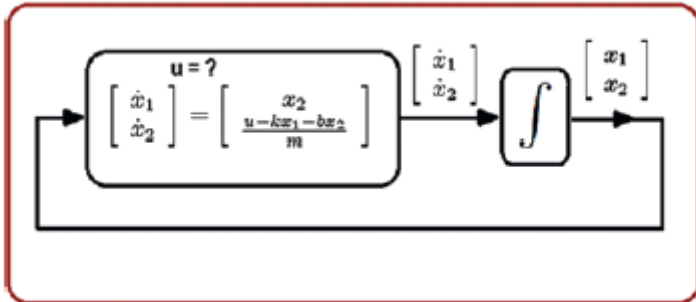 u = ?
[ ẋ₁ ; ẋ₂ ] = [ x₂ ; (u−kx₁−bx₂)/m ]
[ ẋ₁ ; ẋ₂ ]
∫
[ x₁ ; x₂ ]